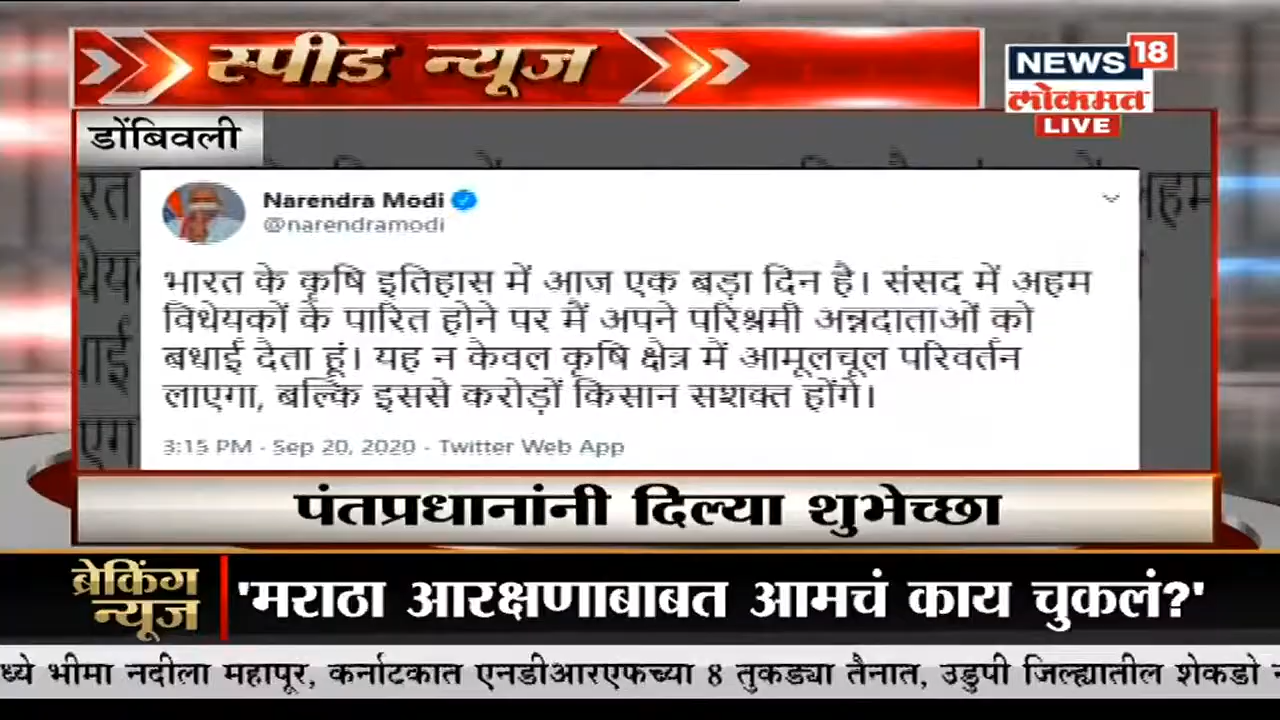 स्पीड न्यूज
NEWS 18
लोकमत
LIVE
डोंबिवली
Narendra Modi
@narendramodi
भारत के कृषि इतिहास में आज एक बड़ा दिन है। संसद में अहम
विधेयकों के पारित होने पर मैं अपने परिश्रमी अन्नदाताओं को
बधाई देता हूं। यह न केवल कृषि क्षेत्र में आमूलचूल परिवर्तन
लाएगा, बल्कि इससे करोड़ों किसान सशक्त होंगे।
3:15 PM - Sep 20, 2020 - Twitter Web App
पंतप्रधानांनी दिल्या शुभेच्छा
ब्रेकिंग
न्यूज
'मराठा आरक्षणाबाबत आमचं काय चुकलं?'
ध्ये भीमा नदीला महापूर, कर्नाटकात एनडीआरएफच्या 8 तुकड्या तैनात, उडुपी जिल्ह्यातील शेकडो